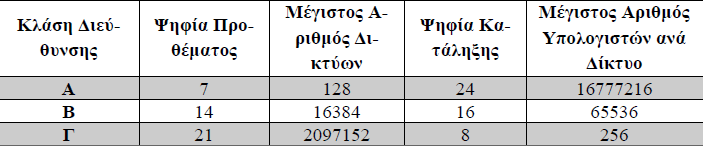 Κλάση Διεύ-
θυνσης
Ψηφία Προ-
θέματος
Μέγιστος Α-
ριθμός Δι-
κτύων
Ψηφία Κα-
τάληξης
Μέγιστος Αριθμός
Υπολογιστών ανά
Δίκτυο
Α 7 128 24 16777216
Β 14 16384 16 65536
Γ 21 2097152 8 256